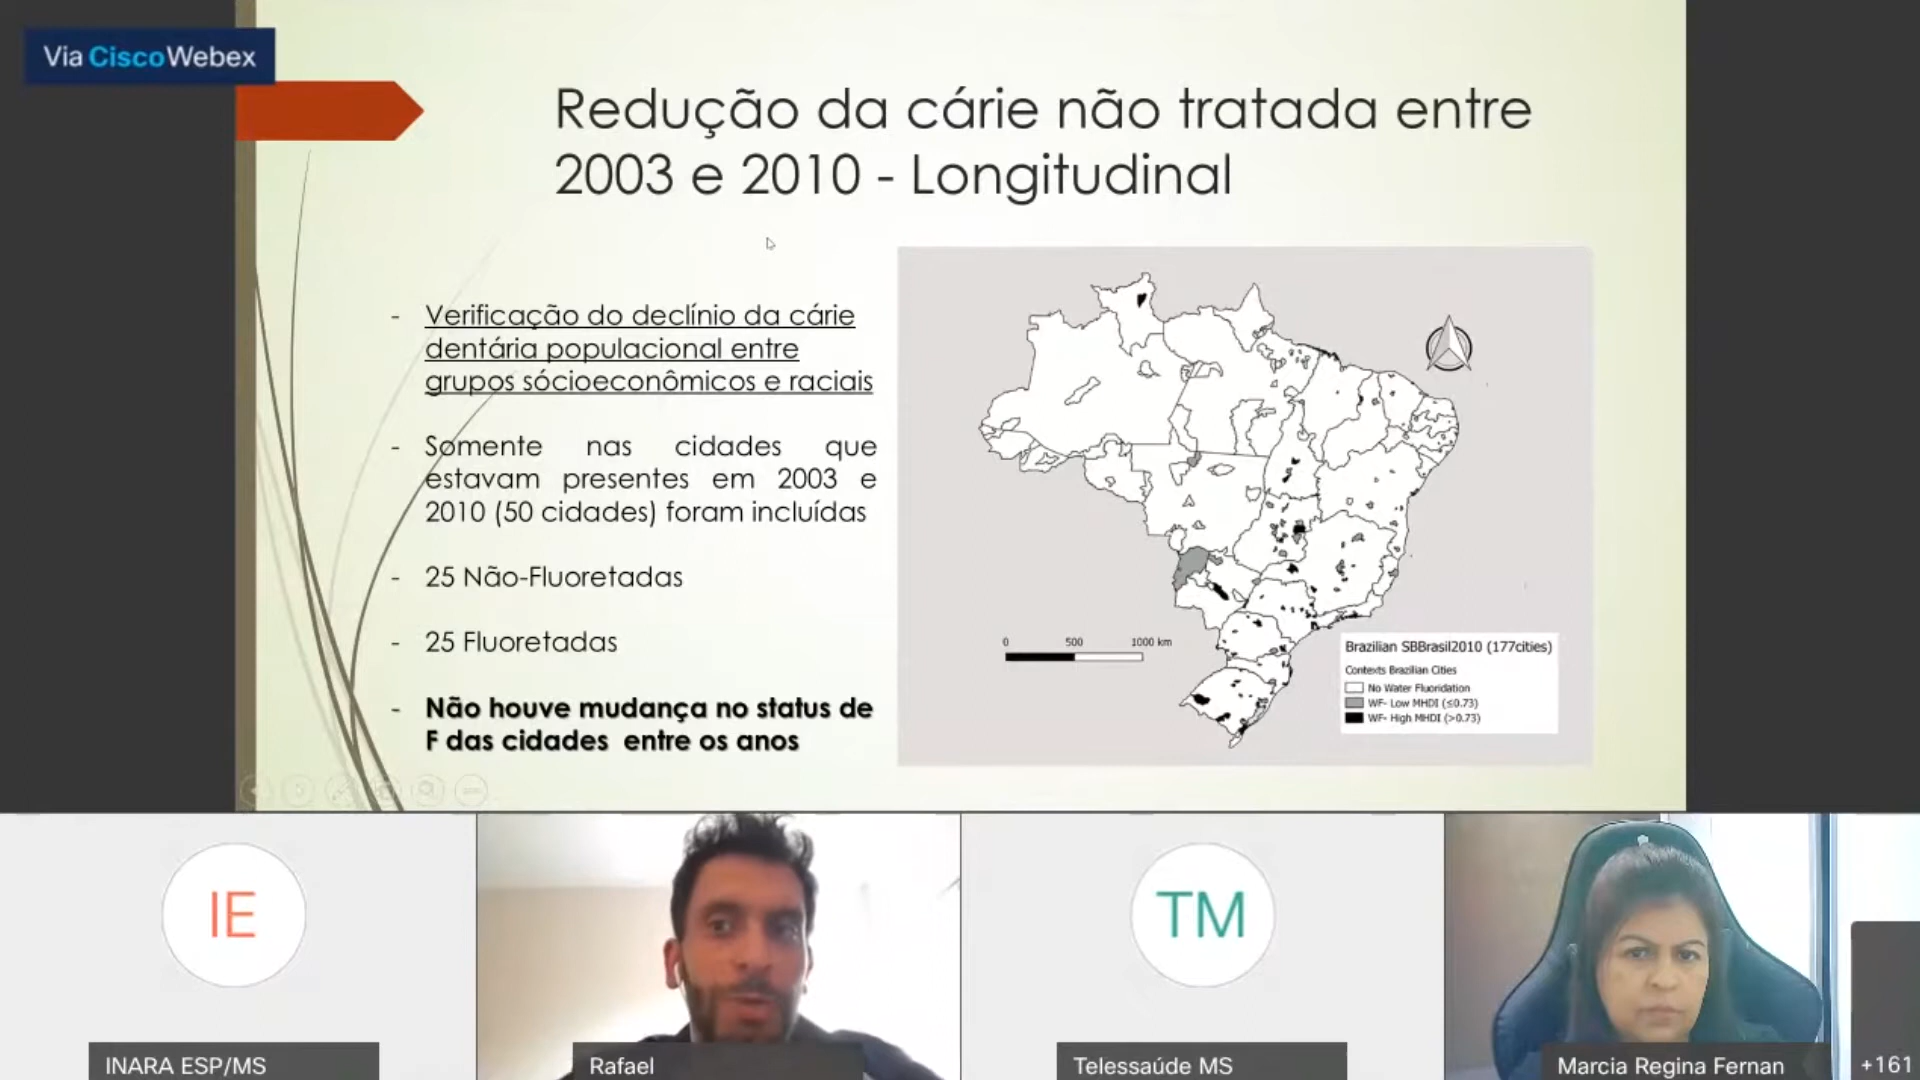 Via CiscoWebex
Redução da cárie não tratada entre
2003 e 2010 - Longitudinal
- Verificação do declínio da cárie
dentária populacional entre
grupos sócioeconômicos e raciais
- Somente nas cidades que
estavam presentes em 2003 e
2010 (50 cidades) foram incluídas
- 25 Não-Fluoretadas
- 25 Fluoretadas
- Não houve mudança no status de
F das cidades entre os anos
0 500 1000 km
Brazilian SBBrasil2010 (177cities)
Contexts Brazilian Cities
No Water Fluoridation
WF- Low MHDI (≤0.73)
WF- High MHDI (>0.73)
IE
TM
INARA ESP/MS
Rafael
Telessaúde MS
Marcia Regina Fernan
+161